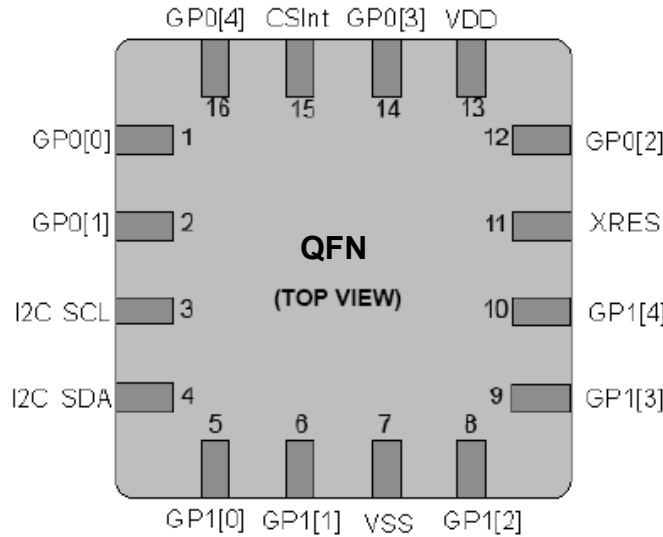 GP0[4] CSInt GP0[3] VDD
16 15 14 13
GP0[0] 1 12 GP0[2]
GP0[1] 2 11 XRES
QFN
(TOP VIEW)
I2C SCL 3 10 GP1[4]
I2C SDA 4 9 GP1[3]
5 6 7 8
GP1[0] GP1[1] VSS GP1[2]